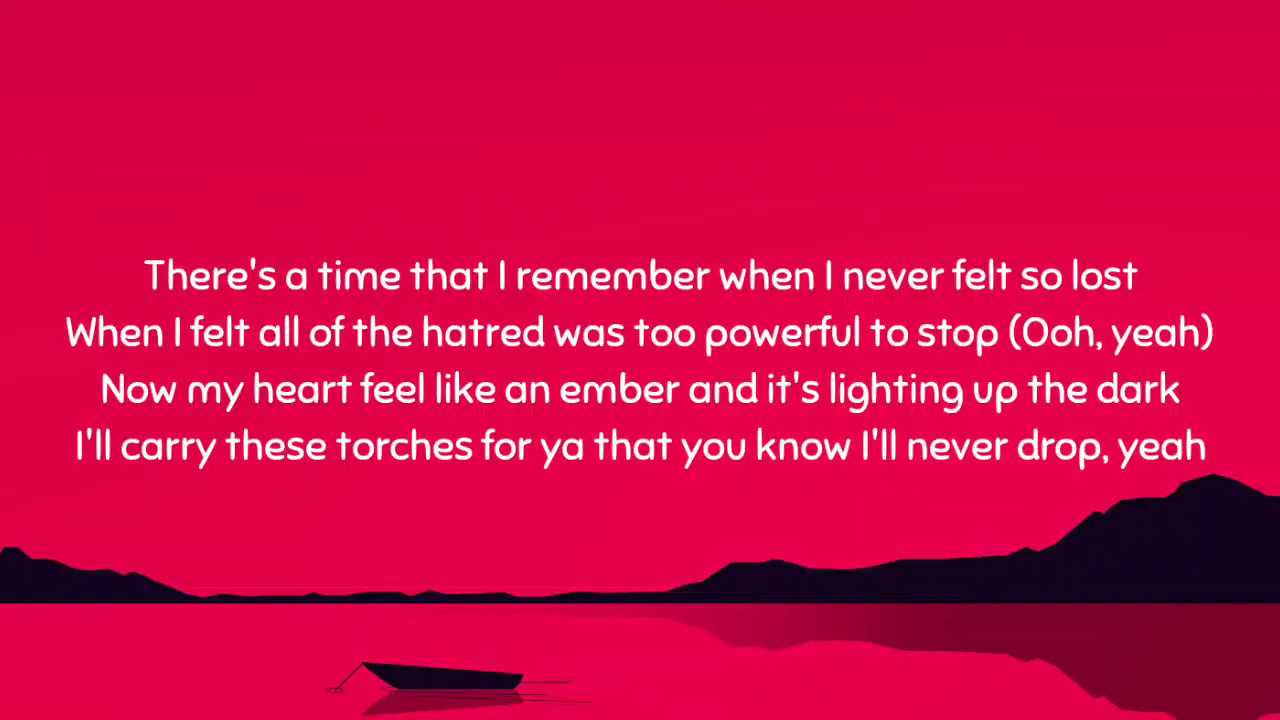 There's a time that I remember when I never felt so lost
When I felt all of the hatred was too powerful to stop (Ooh, yeah)
Now my heart feel like an ember and it's lighting up the dark
I'll carry these torches for ya that you know I'll never drop, yeah